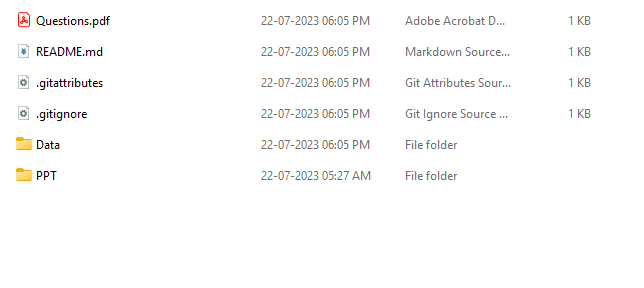 Questions.pdf 22-07-2023 06:05 PM Adobe Acrobat D... 1 KB
README.md 22-07-2023 06:05 PM Markdown Source... 1 KB
.gitattributes 22-07-2023 06:05 PM Git Attributes Sour... 1 KB
.gitignore 22-07-2023 06:05 PM Git Ignore Source ... 1 KB
Data 22-07-2023 06:05 PM File folder
PPT 22-07-2023 05:27 AM File folder